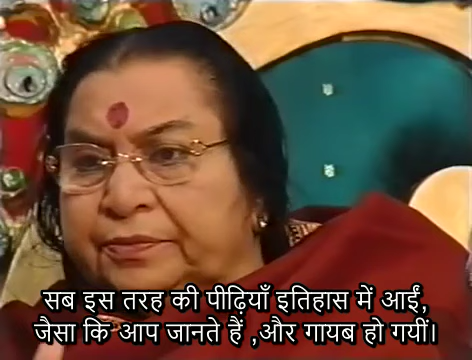 सब इस तरह की पीढ़ियाँ इतिहास में आईं,
जैसा कि आप जानते हैं ,और गायब हो गयीं।